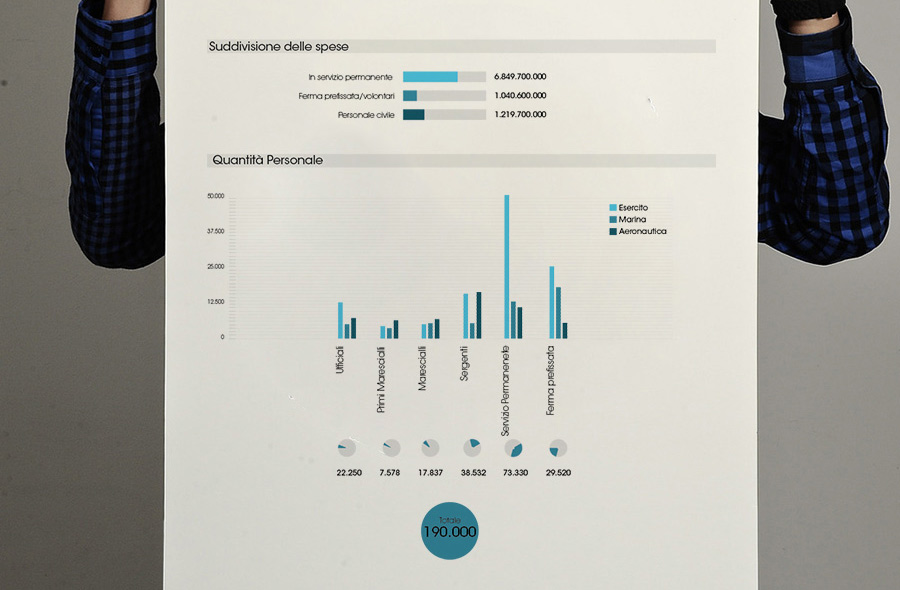 Suddivisione delle spese
In servizio permanente 6.849.700.000
Ferma prefissata/volontari 1.040.600.000
Personale civile 1.219.700.000
Quantità Personale
50.000
37.500
25.000
12.500
0
Esercito
Marina
Aeronautica
Ufficiali
Primi Marescialli
Marescialli
Sergenti
Servizio Permanenete
Ferma prefissata
22.250 7.578 17.837 38.532 73.330 29.520
Totale
190.000